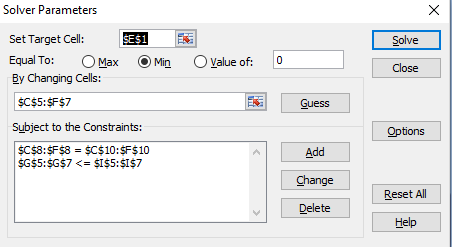 Solver Parameters
Set Target Cell: $E$1 Solve
Equal To: Max Min Value of: 0 Close
By Changing Cells:
$C$5:$F$7 Guess
Subject to the Constraints: Options
$C$8:$F$8 = $C$10:$F$10 Add
$G$5:$G$7 <= $I$5:$I$7
Change
Reset All
Delete
Help